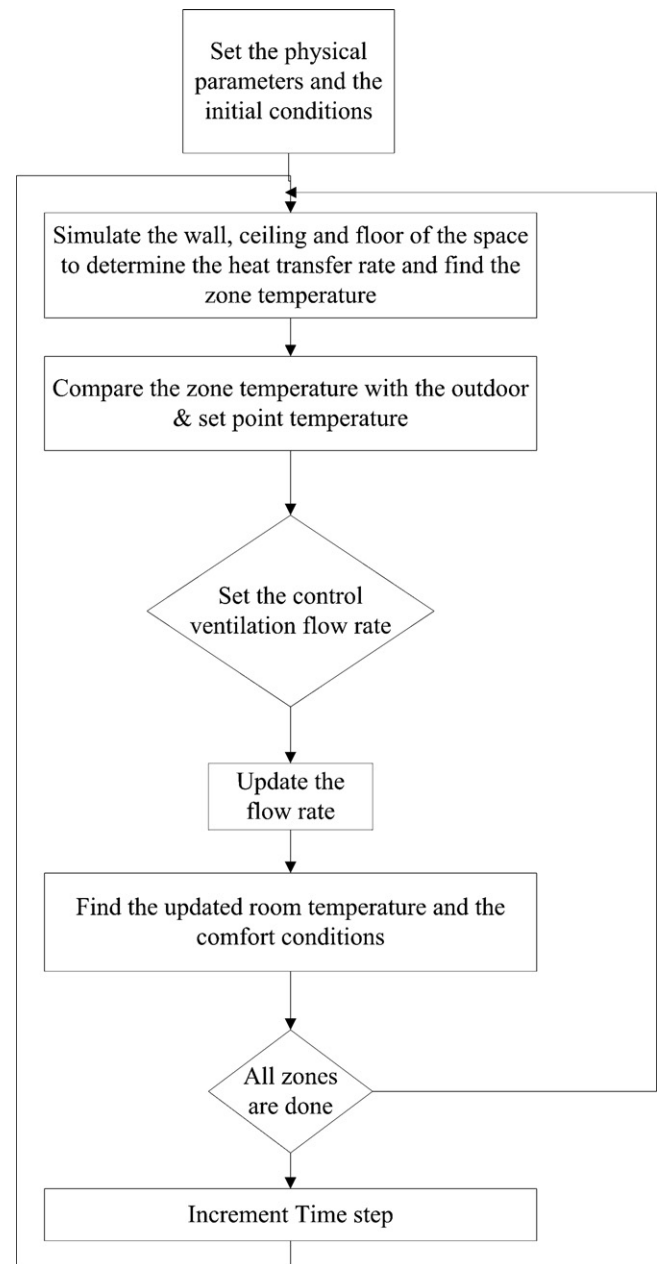 Set the physical
parameters and the
initial conditions
Simulate the wall, ceiling and floor of the space
to determine the heat transfer rate and find the
zone temperature
Compare the zone temperature with the outdoor
& set point temperature
Set the control
ventilation flow rate
Update the
flow rate
Find the updated room temperature and the
comfort conditions
All zones
are done
Increment Time step